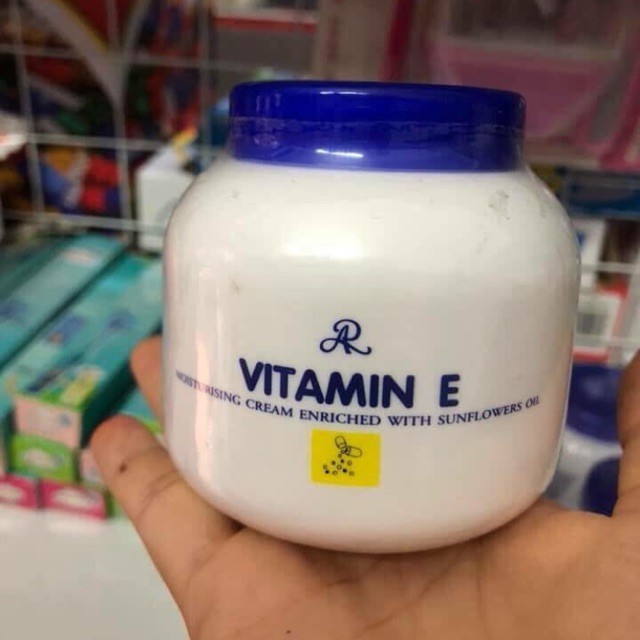 AR
VITAMIN E
MOISTURISING CREAM ENRICHED WITH SUNFLOWERS OIL